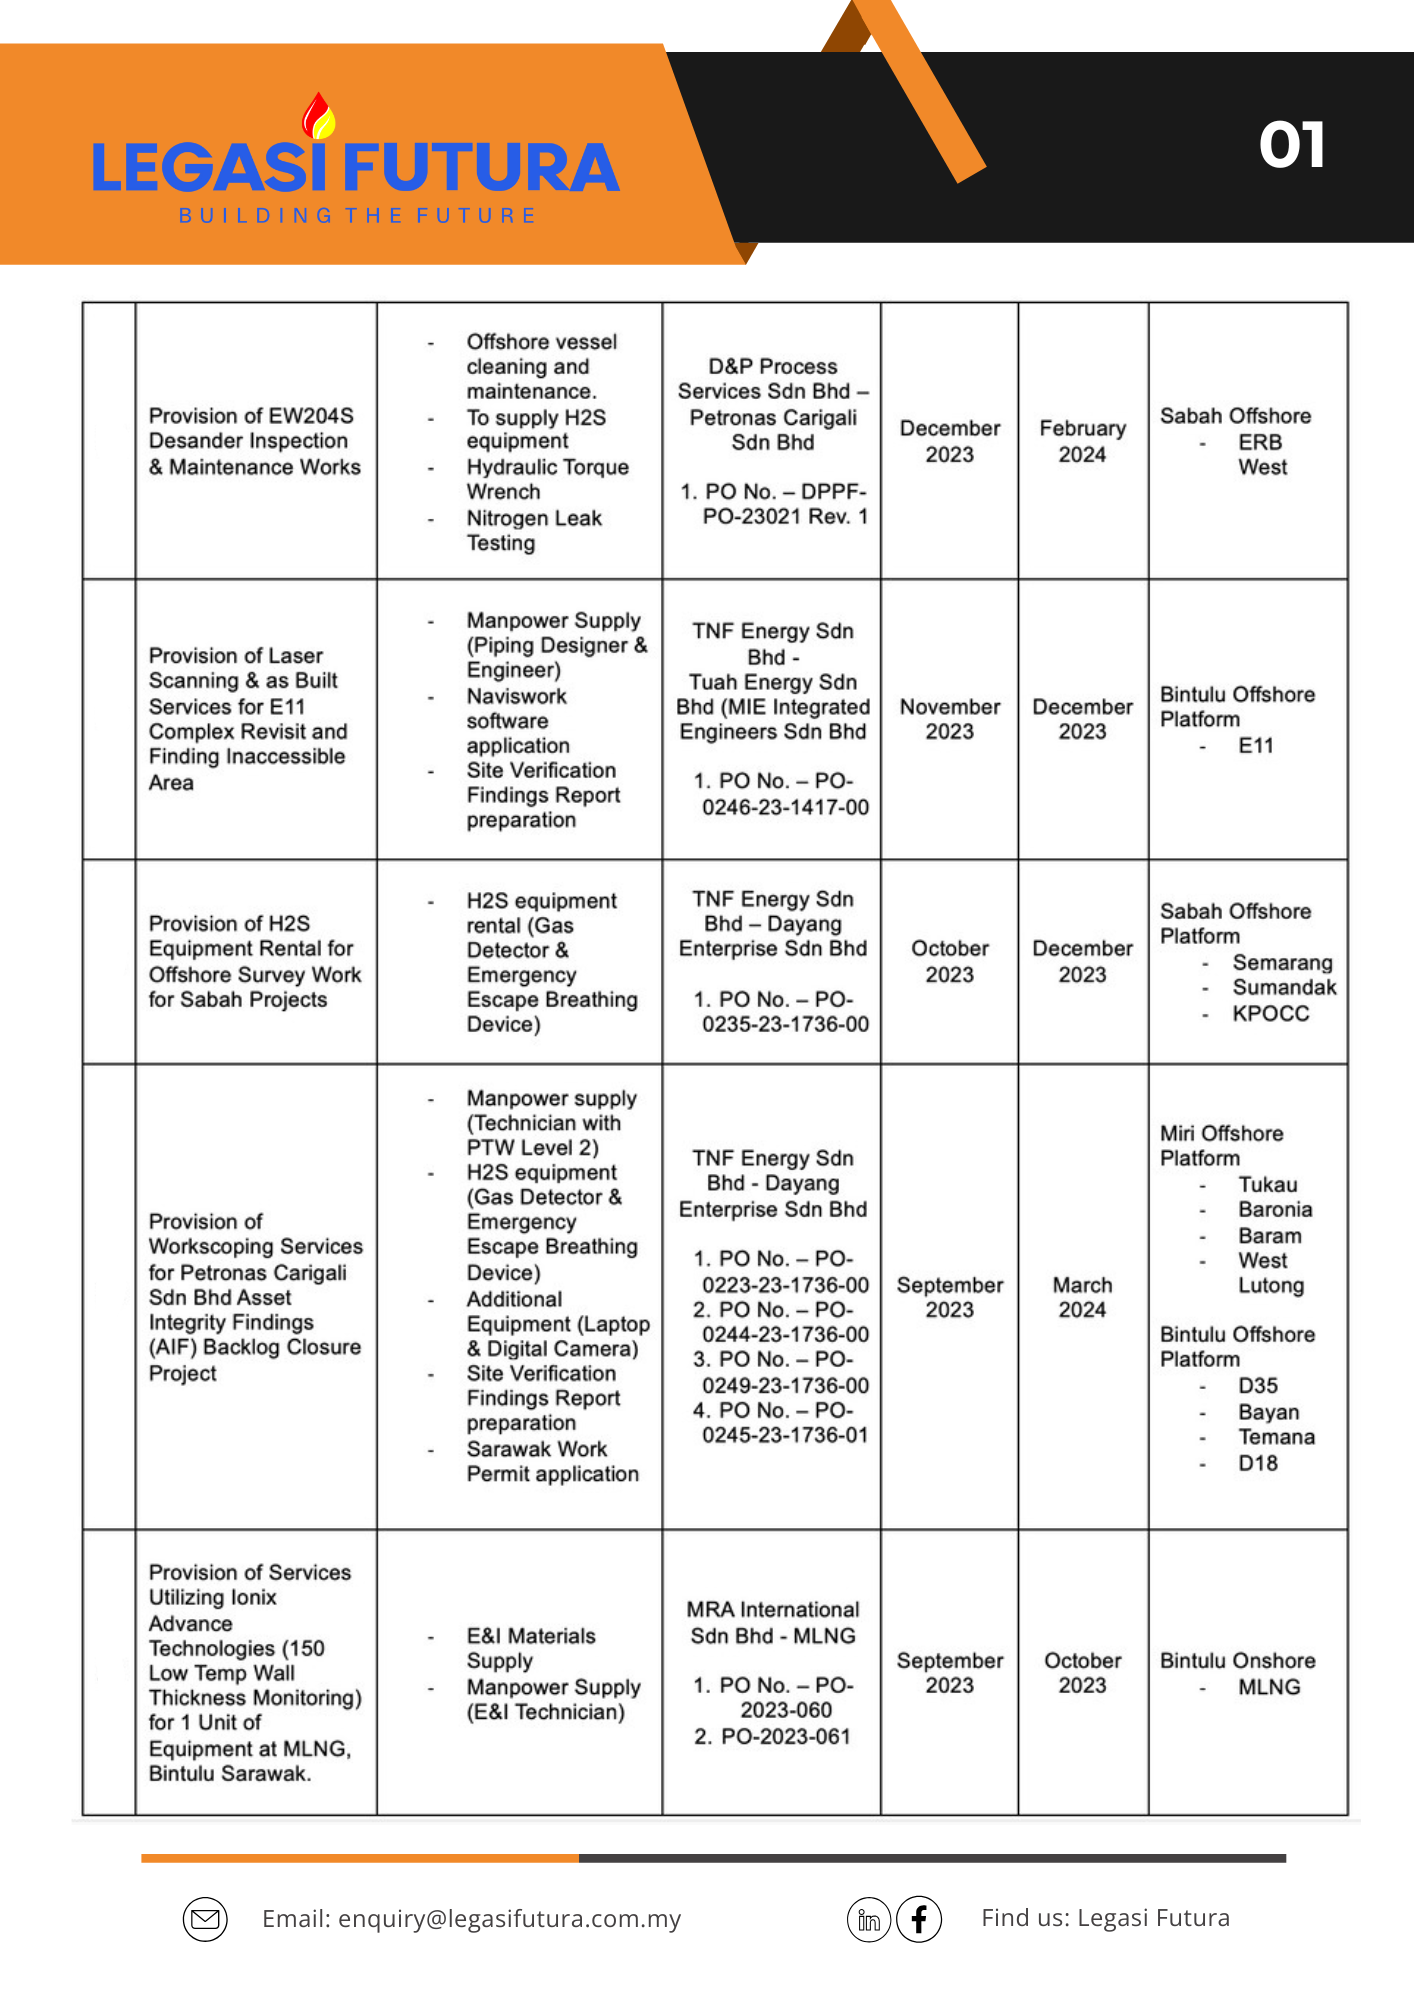 LEGASI FUTURA
BUILDING THE FUTURE
01
Provision of EW204S
Desander Inspection
& Maintenance Works
- Offshore vessel
cleaning and
maintenance.
- To supply H2S
equipment
- Hydraulic Torque
Wrench
- Nitrogen Leak
Testing
D&P Process
Services Sdn Bhd –
Petronas Carigali
Sdn Bhd
1. PO No. – DPPF-
PO-23021 Rev. 1
December
2023
February
2024
Sabah Offshore
- ERB
West
Provision of Laser
Scanning & as Built
Services for E11
Complex Revisit and
Finding Inaccessible
Area
- Manpower Supply
(Piping Designer &
Engineer)
- Naviswork
software
application
- Site Verification
Findings Report
preparation
TNF Energy Sdn
Bhd -
Tuah Energy Sdn
Bhd (MIE Integrated
Engineers Sdn Bhd
1. PO No. – PO-
0246-23-1417-00
November
2023
December
2023
Bintulu Offshore
Platform
- E11
Provision of H2S
Equipment Rental for
Offshore Survey Work
for Sabah Projects
- H2S equipment
rental (Gas
Detector &
Emergency
Escape Breathing
Device)
TNF Energy Sdn
Bhd – Dayang
Enterprise Sdn Bhd
1. PO No. – PO-
0235-23-1736-00
October
2023
December
2023
Sabah Offshore
Platform
- Semarang
- Sumandak
- KPOCC
Provision of
Workscoping Services
for Petronas Carigali
Sdn Bhd Asset
Integrity Findings
(AIF) Backlog Closure
Project
- Manpower supply
(Technician with
PTW Level 2)
- H2S equipment
(Gas Detector &
Emergency
Escape Breathing
Device)
- Additional
Equipment (Laptop
& Digital Camera)
- Site Verification
Findings Report
preparation
- Sarawak Work
Permit application
TNF Energy Sdn
Bhd - Dayang
Enterprise Sdn Bhd
1. PO No. – PO-
0223-23-1736-00
2. PO No. – PO-
0244-23-1736-00
3. PO No. – PO-
0249-23-1736-00
4. PO No. – PO-
0245-23-1736-01
September
2023
March
2024
Miri Offshore
Platform
- Tukau
- Baronia
- Baram
- West
Lutong
Bintulu Offshore
Platform
- D35
- Bayan
- Temana
- D18
Provision of Services
Utilizing Ionix
Advance
Technologies (150
Low Temp Wall
Thickness Monitoring)
for 1 Unit of
Equipment at MLNG,
Bintulu Sarawak.
- E&I Materials
Supply
- Manpower Supply
(E&I Technician)
MRA International
Sdn Bhd - MLNG
1. PO No. – PO-
2023-060
2. PO-2023-061
September
2023
October
2023
Bintulu Onshore
- MLNG
Email: enquiry@legasifutura.com.my
in f
Find us: Legasi Futura